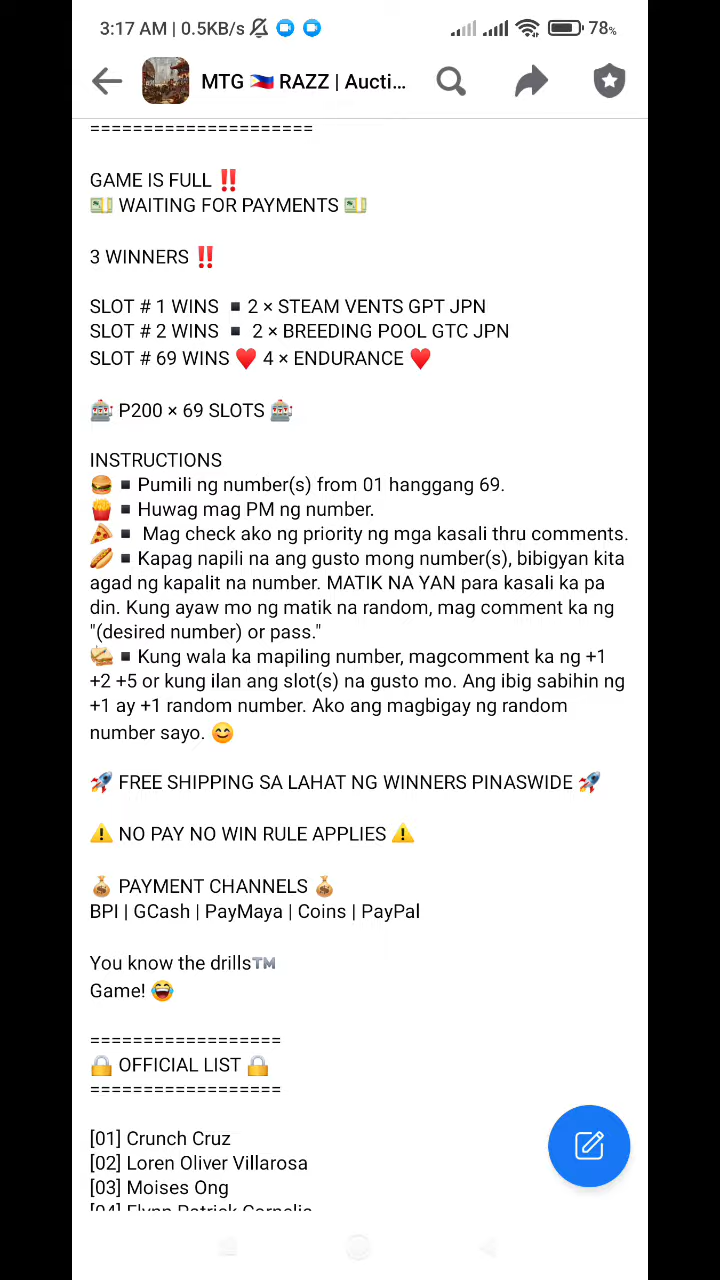 3:17 AM | 0.5KB/s 78%
MTG 🇵🇭 RAZZ | Aucti...
=====================
GAME IS FULL ‼️
💵 WAITING FOR PAYMENTS 💵
3 WINNERS ‼️
SLOT # 1 WINS ▪️2 × STEAM VENTS GPT JPN
SLOT # 2 WINS ▪️ 2 × BREEDING POOL GTC JPN
SLOT # 69 WINS ♥️ 4 × ENDURANCE ♥️
🎰 P200 × 69 SLOTS 🎰
INSTRUCTIONS
🍔▪️Pumili ng number(s) from 01 hanggang 69.
🍟▪️Huwag mag PM ng number.
🍕▪️ Mag check ako ng priority ng mga kasali thru comments.
🌭▪️Kapag napili na ang gusto mong number(s), bibigyan kita
agad ng kapalit na number. MATIK NA YAN para kasali ka pa
din. Kung ayaw mo ng matik na random, mag comment ka ng
"(desired number) or pass."
🥪▪️Kung wala ka mapiling number, magcomment ka ng +1
+2 +5 or kung ilan ang slot(s) na gusto mo. Ang ibig sabihin ng
+1 ay +1 random number. Ako ang magbigay ng random
number sayo. 😊
🚀 FREE SHIPPING SA LAHAT NG WINNERS PINASWIDE 🚀
⚠️ NO PAY NO WIN RULE APPLIES ⚠️
💰 PAYMENT CHANNELS 💰
BPI | GCash | PayMaya | Coins | PayPal
You know the drills™️
Game! 😂
==================
🔒 OFFICIAL LIST 🔒
==================
[01] Crunch Cruz
[02] Loren Oliver Villarosa
[03] Moises Ong
[04] Flynn Patrick Cornelio